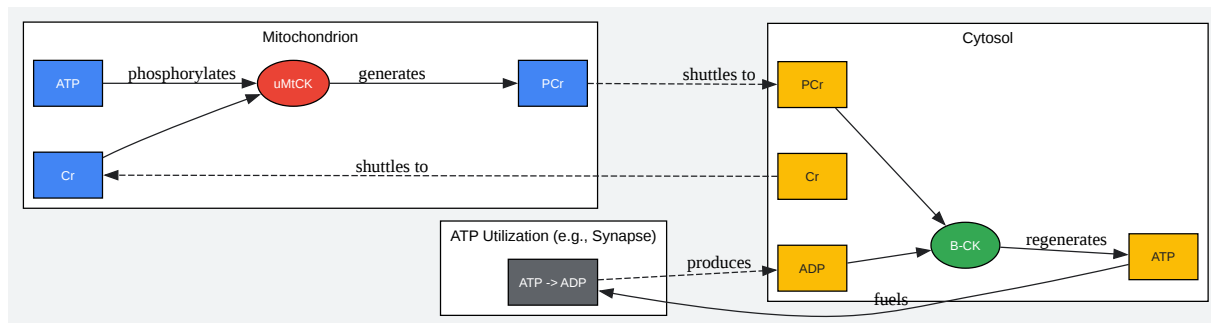 Mitochondrion
Cytosol
ATP
phosphorylates
uMtCK
generates
PCr
shuttles to
PCr
Cr
shuttles to
Cr
ATP Utilization (e.g., Synapse)
ATP -> ADP
produces
ADP
B-CK
regenerates
ATP
fuels